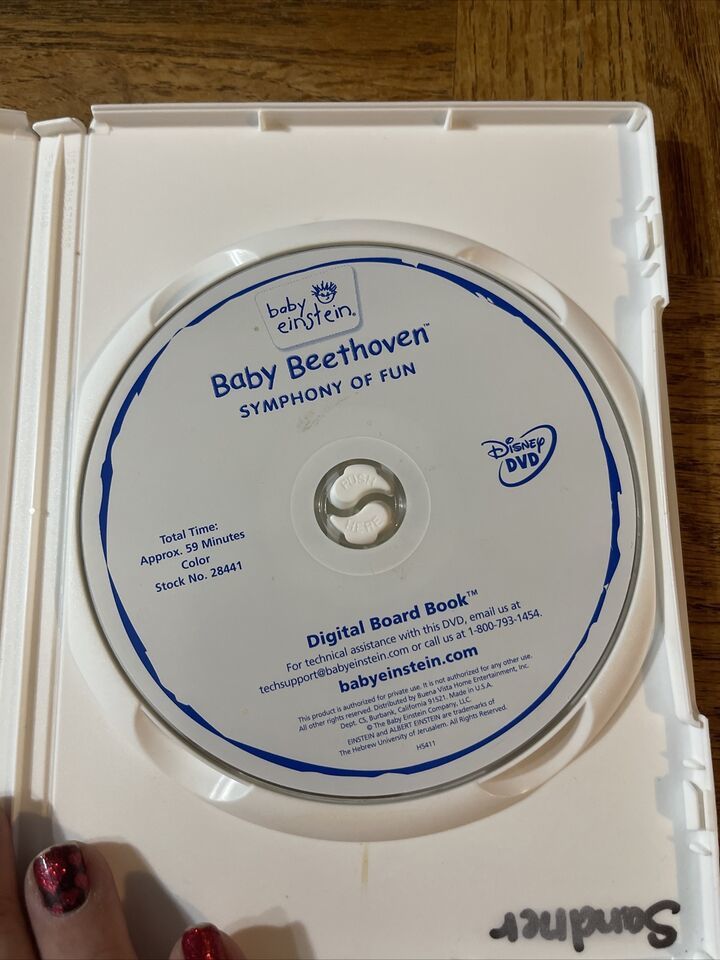 baby
einstein®
Baby Beethoven™
SYMPHONY OF FUN
DISNEP
DVD
PUSH
HERE
Total Time:
Approx. 59 Minutes
Color
Stock No. 28441
Digital Board Book™
For technical assistance with this DVD, email us at
techsupport@babyeinstein.com or call us at 1-800-793-1454.
babyeinstein.com
This product is authorized for private use. It is not authorized for any other use.
All other rights reserved. Distributed by Buena Vista Home Entertainment, Inc.
Dept. CS, Burbank, California 91521. Made in U.S.A.
© The Baby Einstein Company, LLC.
EINSTEIN and ALBERT EINSTEIN are trademarks of
The Hebrew University of Jerusalem. All Rights Reserved.
HS411
Sandner